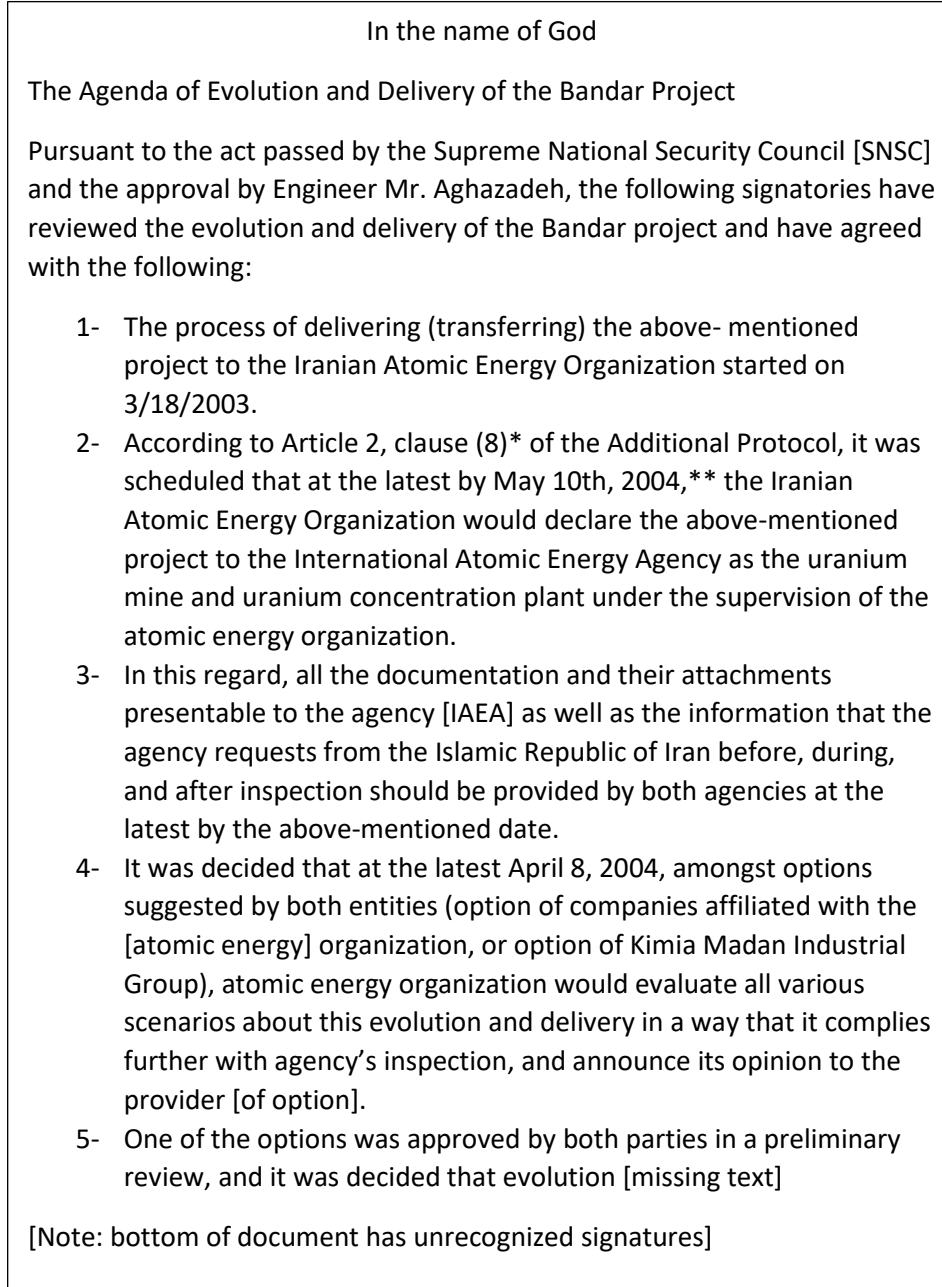 In the name of God
The Agenda of Evolution and Delivery of the Bandar Project
Pursuant to the act passed by the Supreme National Security Council [SNSC]
and the approval by Engineer Mr. Aghazadeh, the following signatories have
reviewed the evolution and delivery of the Bandar project and have agreed
with the following:
1- The process of delivering (transferring) the above- mentioned
project to the Iranian Atomic Energy Organization started on
3/18/2003.
2- According to Article 2, clause (8)* of the Additional Protocol, it was
scheduled that at the latest by May 10th, 2004,** the Iranian
Atomic Energy Organization would declare the above-mentioned
project to the International Atomic Energy Agency as the uranium
mine and uranium concentration plant under the supervision of the
atomic energy organization.
3- In this regard, all the documentation and their attachments
presentable to the agency [IAEA] as well as the information that the
agency requests from the Islamic Republic of Iran before, during,
and after inspection should be provided by both agencies at the
latest by the above-mentioned date.
4- It was decided that at the latest April 8, 2004, amongst options
suggested by both entities (option of companies affiliated with the
[atomic energy] organization, or option of Kimia Madan Industrial
Group), atomic energy organization would evaluate all various
scenarios about this evolution and delivery in a way that it complies
further with agency's inspection, and announce its opinion to the
provider [of option].
5- One of the options was approved by both parties in a preliminary
review, and it was decided that evolution [missing text]
[Note: bottom of document has unrecognized signatures]